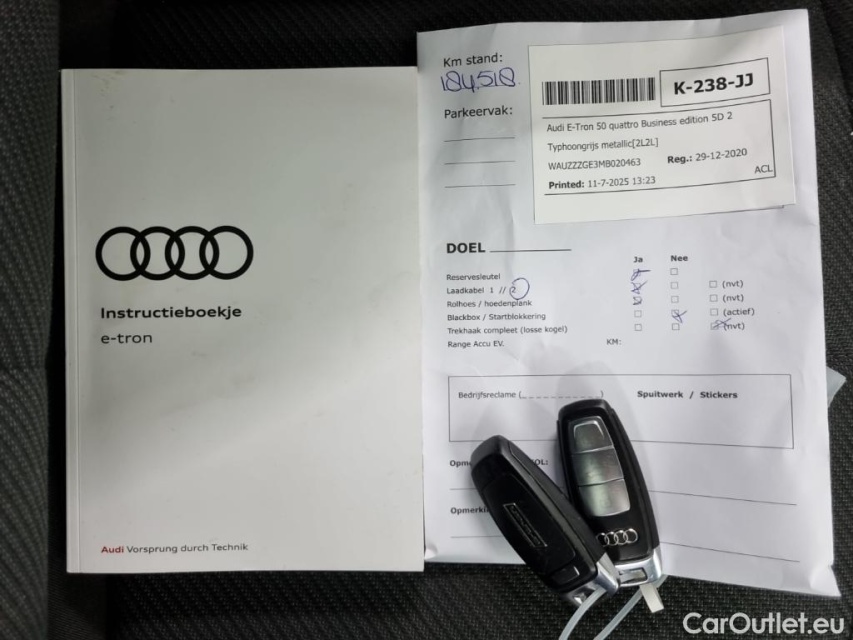 Instructieboekje
e-tron
Audi Vorsprung durch Technik
Km stand:
184.518
Parkeervak:
K-238-JJ
Audi E-Tron 50 quattro Business edition 5D 2
Typhoongrijs metallic[2L2L]
WAUZZZGE3MB020463
Reg.: 29-12-2020
ACL
Printed: 11-7-2025 13:23
DOEL
Ja Nee
Reservesleutel
Laadkabel 1 // 2 (nvt)
Rolhoes / hoedenplank (nvt)
Blackbox / Startblokkering (actief)
Trekhaak compleet (losse kogel) (nvt)
Range Accu EV. KM:
Bedrijfsreclame ( Spuitwerk / Stickers
CarOutlet.eu